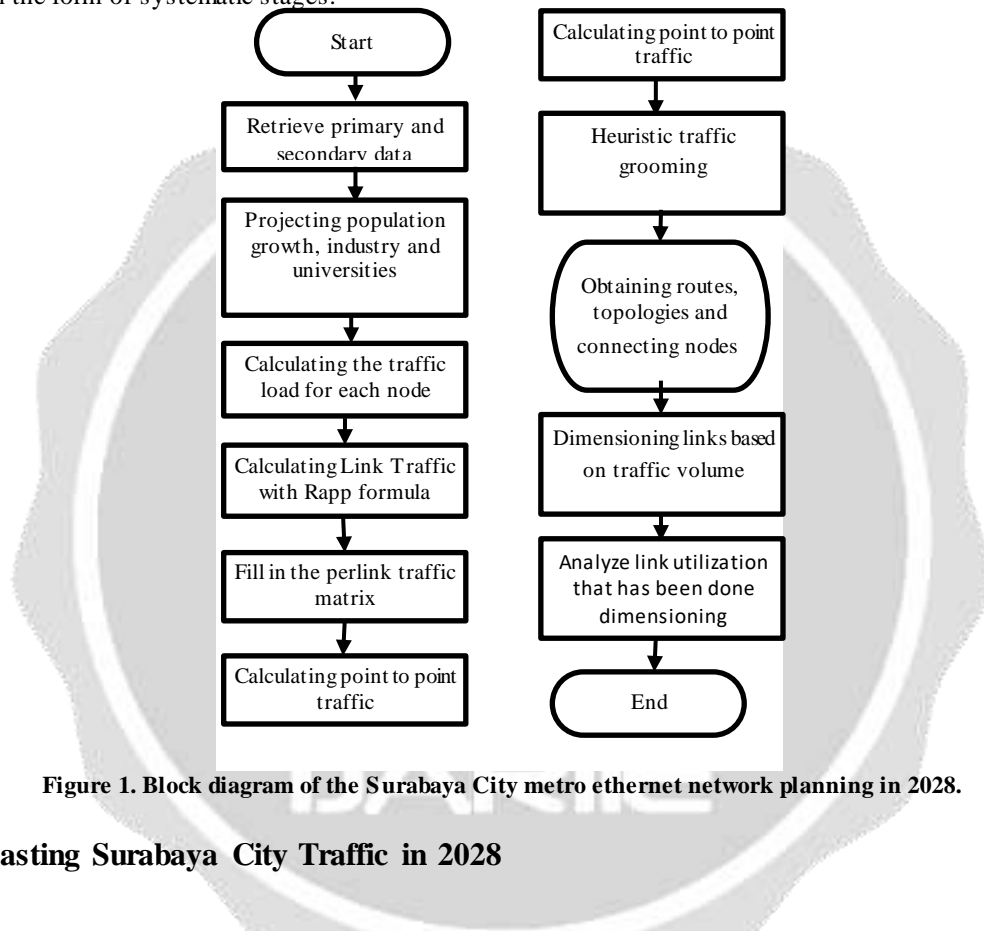 the form of systematic stages.
Start
Retrieve primary and
secondary data
Projecting population
growth, industry and
universities
Calculating the traffic
load for each node
Calculating Link Traffic
with Rapp formula
Fill in the perlink traffic
matrix
Calculating point to point
traffic
Calculating point to point
traffic
Heuristic traffic
grooming
Obtaining routes,
topologies and
connecting nodes
Dimensioning links based
on traffic volume
Analyze link utilization
that has been done
dimensioning
End
Figure 1. Block diagram of the Surabaya City metro ethernet network planning in 2028.
asting Surabaya City Traffic in 2028